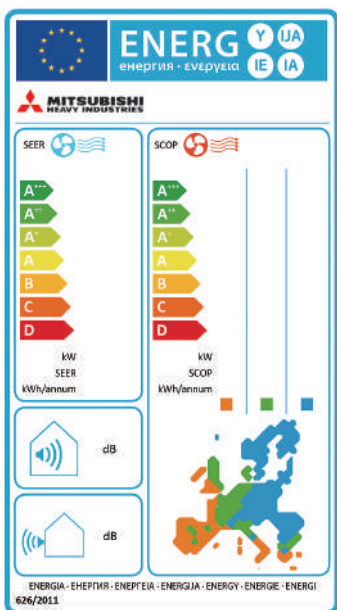 ENERG
енергия · ενεργεια
Y
IJA
IE
IA
MITSUBISHI
HEAVY INDUSTRIES
SEER
A+++
A++
A+
A
B
C
D
kW
SEER
kWh/annum
SCOP
A+++
A++
A+
A
B
C
D
kW
SCOP
kWh/annum
dB
dB
ENERGIA · ЕНЕРГИЯ · ΕΝΕΡΓΕΙΑ · ENERGIJA · ENERGY · ENERGIE · ENERGI
626/2011